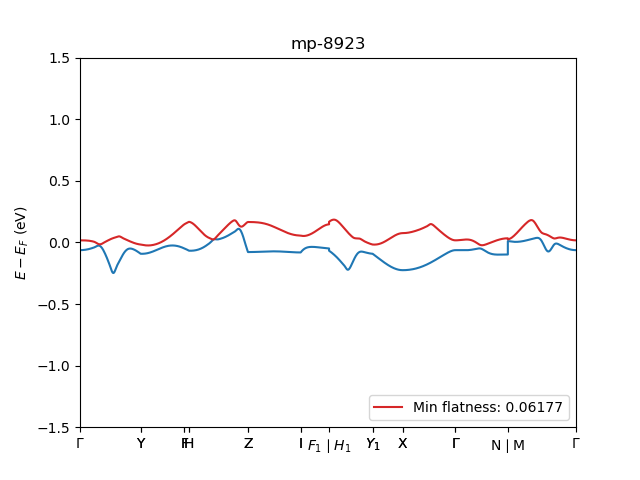 mp-8923
E − E_F (eV)
1.5
1.0
0.5
0.0
−0.5
−1.0
−1.5
Min flatness: 0.06177
Γ Y H Z I F₁ | H₁ Y₁ X Γ N | M Γ